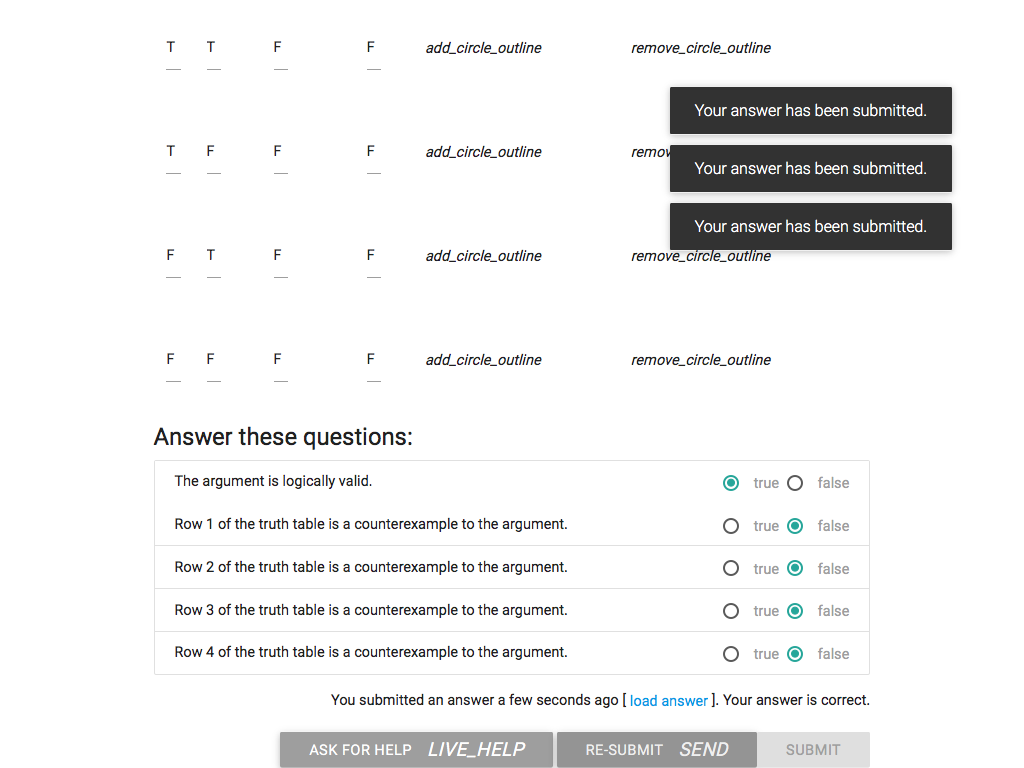 T T F F add_circle_outline remove_circle_outline
Your answer has been submitted.
T F F F add_circle_outline remov
Your answer has been submitted.
Your answer has been submitted.
F T F F add_circle_outline remove_circle_outline
F F F F add_circle_outline remove_circle_outline
Answer these questions:
The argument is logically valid. true false
Row 1 of the truth table is a counterexample to the argument. true false
Row 2 of the truth table is a counterexample to the argument. true false
Row 3 of the truth table is a counterexample to the argument. true false
Row 4 of the truth table is a counterexample to the argument. true false
You submitted an answer a few seconds ago [ load answer ]. Your answer is correct.
ASK FOR HELP LIVE_HELP RE-SUBMIT SEND SUBMIT